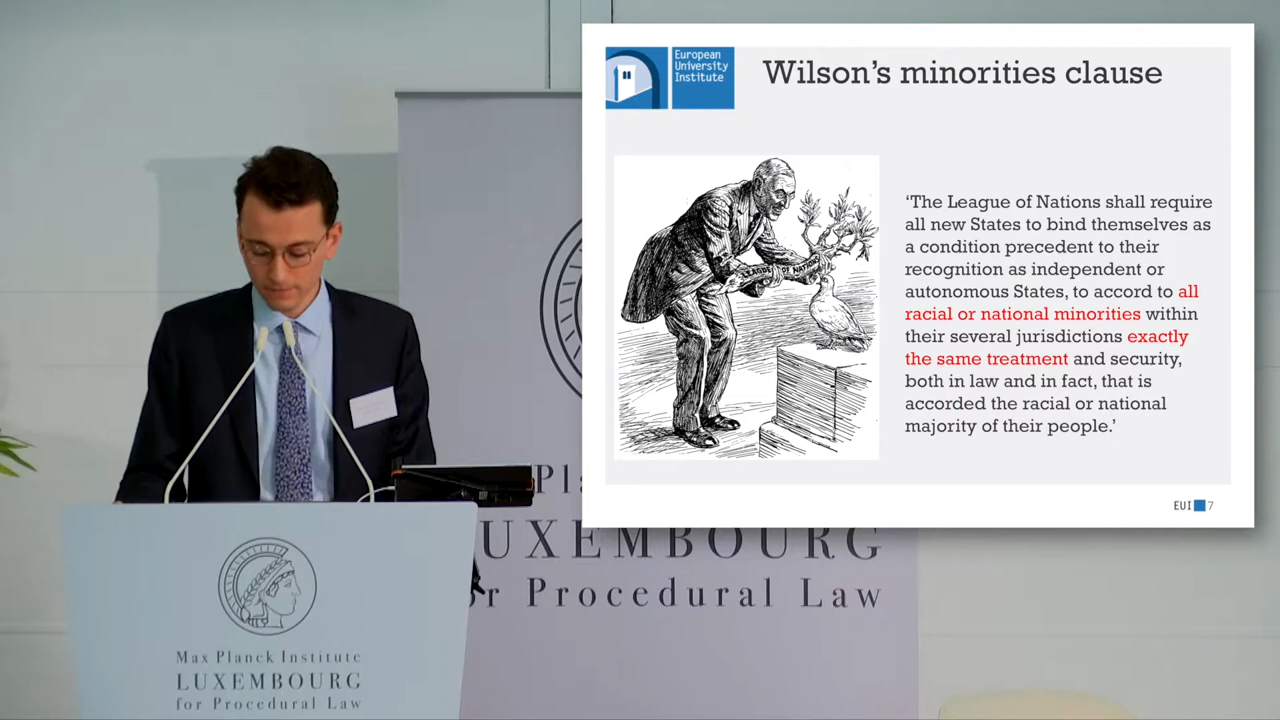 European
University
Institute
Wilson's minorities clause
LEAGUE OF NATIONS
‘The League of Nations shall require
all new States to bind themselves as
a condition precedent to their
recognition as independent or
autonomous States, to accord to all
racial or national minorities within
their several jurisdictions exactly
the same treatment and security,
both in law and in fact, that is
accorded the racial or national
majority of their people.’
EUI 7
Pla
UXEMBOURG
or Procedural Law
Max Planck Institute
LUXEMBOURG
for Procedural Law